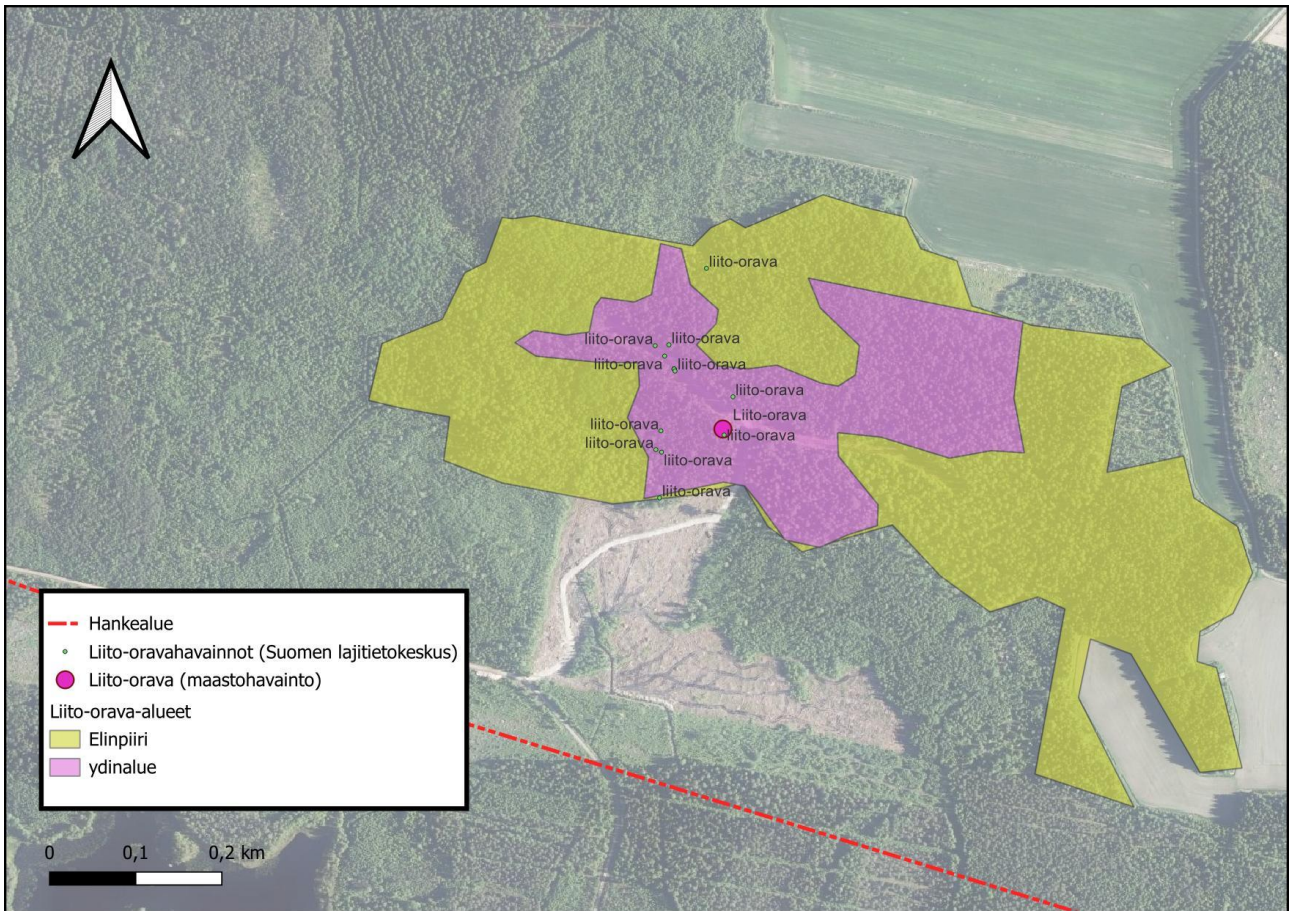 liito-orava
liito-orava
liito-orava
liito-orava
liito-orava
liito-orava
Liito-orava
liito-orava
liito-orava
liito-orava
liito-orava
liito-orava
Hankealue
Liito-oravahavainnot (Suomen lajitietokeskus)
Liito-orava (maastohavainto)
Liito-orava-alueet
Elinpiiri
ydinalue
0 0,1 0,2 km